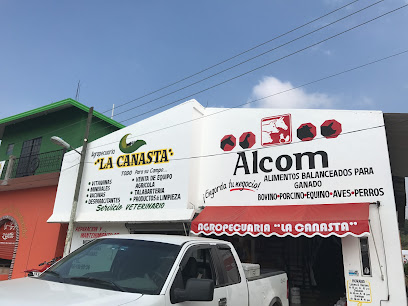 Agropecuaria
"LA CANASTA"
TODO Para su Campo...
• VITAMINAS
• MINERALES
• VACUNAS
• DESPARACITANTES
• VENTA DE EQUIPO
AGRICOLA
• TALABARTERIA
• PRODUCTOS d' LIMPIEZA
Servicio VETERINARIO
Alcom
Engorda tu negocio!
ALIMENTOS BALANCEADOS PARA
GANADO
BOVINO • PORCINO • EQUINO • AVES • PERROS
AGROPECUARIA "LA CANASTA"